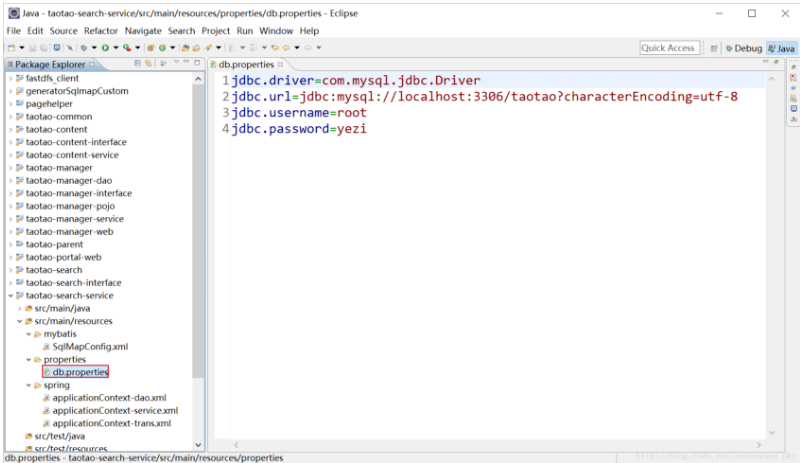 Java - taotao-search-service/src/main/resources/properties/db.properties - Eclipse
File Edit Source Refactor Navigate Search Project Run Window Help
Quick Access
Debug
Java
Package Explorer
db.properties
fastdfs_client
generatorSqlmapCustom
pagehelper
taotao-common
taotao-content
taotao-content-interface
taotao-content-service
taotao-manager
taotao-manager-dao
taotao-manager-interface
taotao-manager-pojo
taotao-manager-service
taotao-manager-web
taotao-parent
taotao-portal-web
taotao-search
taotao-search-interface
taotao-search-service
src/main/java
src/main/resources
mybatis
SqlMapConfig.xml
properties
db.properties
spring
applicationContext-dao.xml
applicationContext-service.xml
applicationContext-trans.xml
src/test/java
src/test/resources
1 jdbc.driver=com.mysql.jdbc.Driver
2 jdbc.url=jdbc:mysql://localhost:3306/taotao?characterEncoding=utf-8
3 jdbc.username=root
4 jdbc.password=yezi
db.properties - taotao-search-service/src/main/resources/properties